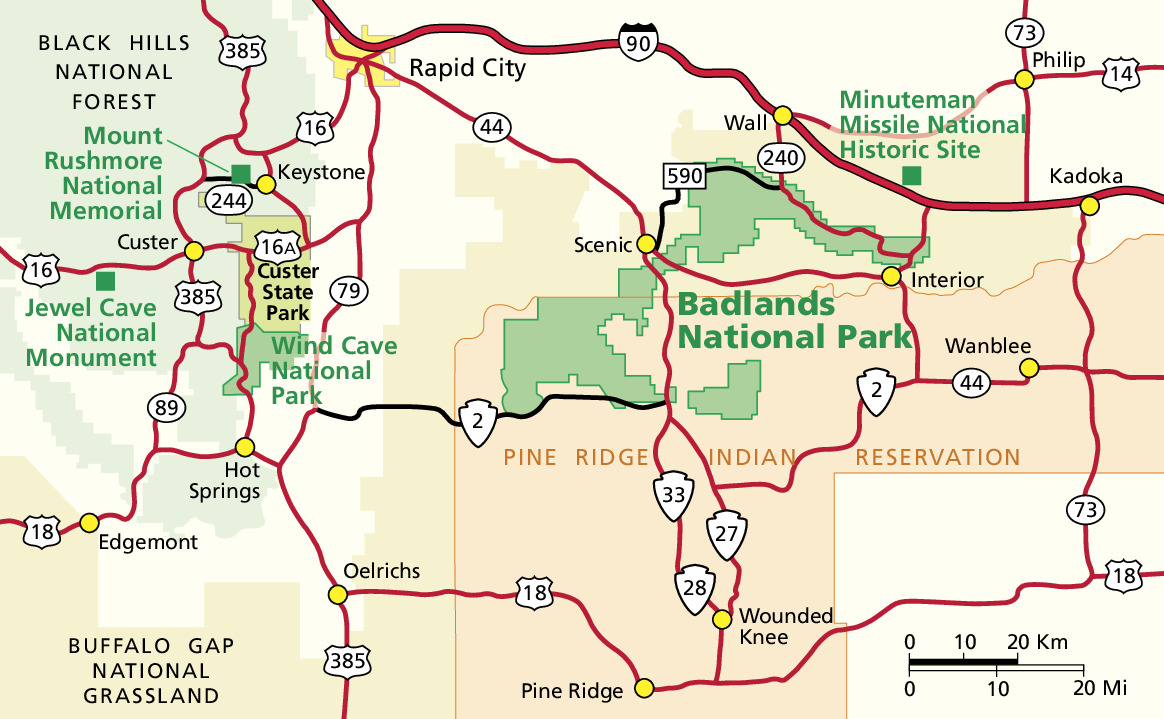 BLACK HILLS
NATIONAL
FOREST
385
90
73
Philip
14
Rapid City
Mount
Rushmore
National
Memorial
16
44
Wall
Minuteman
Missile National
Historic Site
240
Keystone
244
590
Kadoka
Custer
16A
Scenic
16
Custer
State
Park
385
79
Interior
Jewel Cave
National
Monument
Badlands
National Park
Wind Cave
National
Park
Wanblee
89
2
2
44
PINE RIDGE INDIAN RESERVATION
Hot
Springs
33
27
73
18
Edgemont
Oelrichs
18
28
18
Wounded
Knee
BUFFALO GAP
NATIONAL
GRASSLAND
385
Pine Ridge
0 10 20 Km
0 10 20 Mi